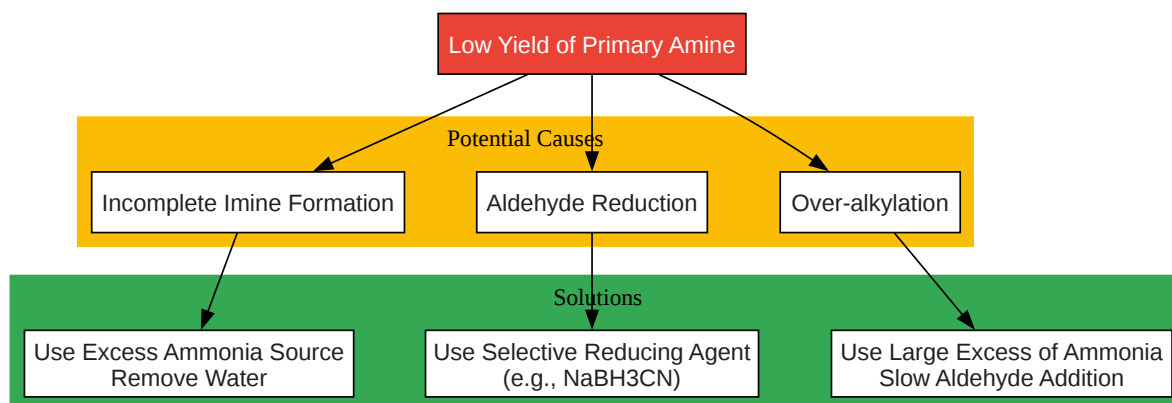 Low Yield of Primary Amine
Potential Causes
Incomplete Imine Formation
Aldehyde Reduction
Over-alkylation
Solutions
Use Excess Ammonia Source
Remove Water
Use Selective Reducing Agent
(e.g., NaBH3CN)
Use Large Excess of Ammonia
Slow Aldehyde Addition